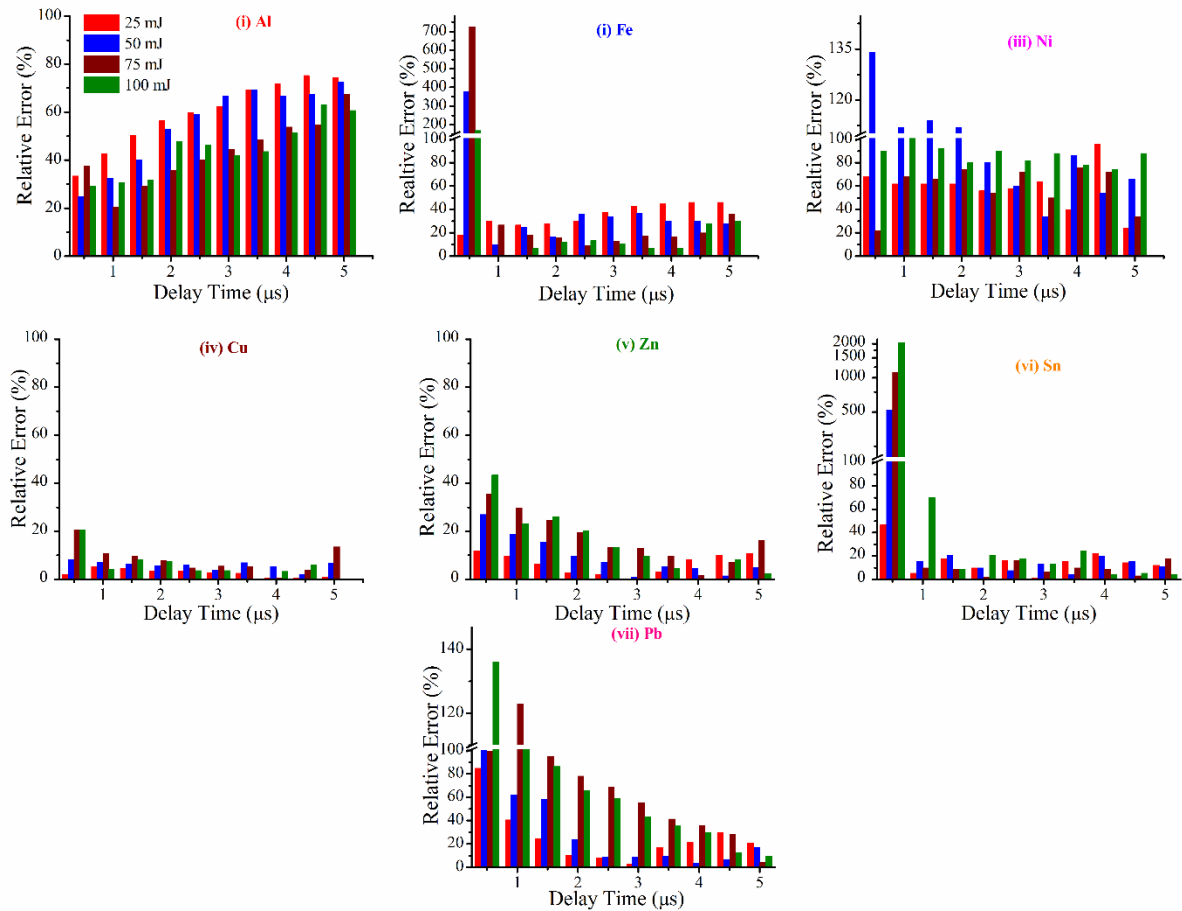 (i) Al
25 mJ
50 mJ
75 mJ
100 mJ
Relative Error (%)
100
80
60
40
20
0
1 2 3 4 5
Delay Time (µs)
(i) Fe
Realtive Error (%)
700
600
500
400
300
200
100
80
60
40
20
0
1 2 3 4 5
Delay Time (µs)
(iii) Ni
Realtive Error (%)
135
120
100
80
60
40
20
0
1 2 3 4 5
Delay Time (µs)
(iv) Cu
Relative Error (%)
100
80
60
40
20
0
1 2 3 4 5
Delay Time (µs)
(v) Zn
Relative Error (%)
100
80
60
40
20
0
1 2 3 4 5
Delay Time (µs)
(vi) Sn
Relative Error (%)
2000
1500
1000
500
100
80
60
40
20
0
1 2 3 4 5
Delay Time (µs)
(vii) Pb
Relative Error (%)
140
120
100
80
60
40
20
0
1 2 3 4 5
Delay Time (µs)